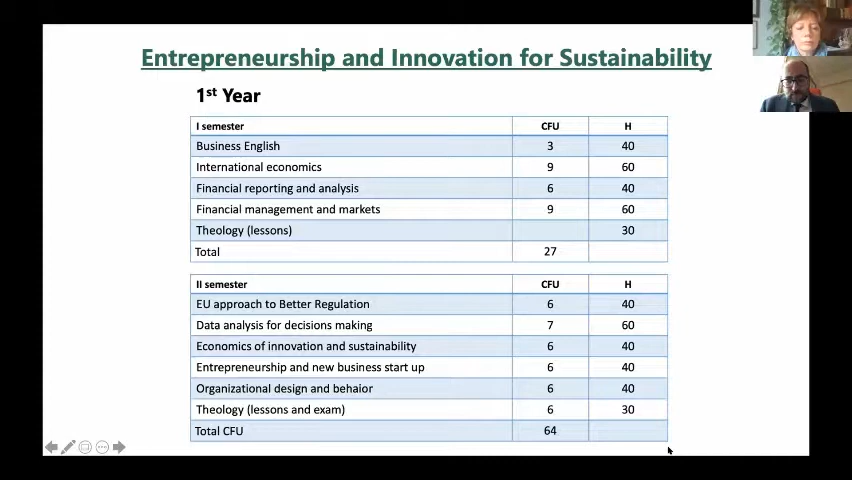 Entrepreneurship and Innovation for Sustainability
1st Year
I semester CFU H
Business English 3 40
International economics 9 60
Financial reporting and analysis 6 40
Financial management and markets 9 60
Theology (lessons) 30
Total 27
II semester CFU H
EU approach to Better Regulation 6 40
Data analysis for decisions making 7 60
Economics of innovation and sustainability 6 40
Entrepreneurship and new business start up 6 40
Organizational design and behaior 6 40
Theology (lessons and exam) 6 30
Total CFU 64